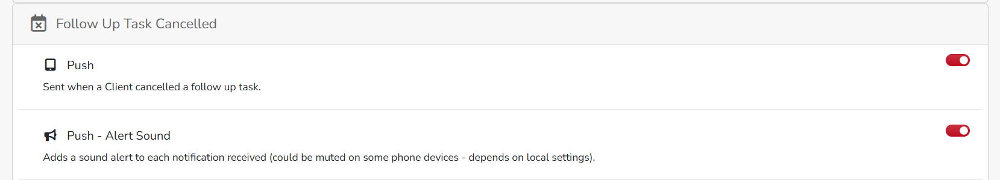 Follow Up Task Cancelled
Push
Sent when a Client cancelled a follow up task.
Push - Alert Sound
Adds a sound alert to each notification received (could be muted on some phone devices - depends on local settings).